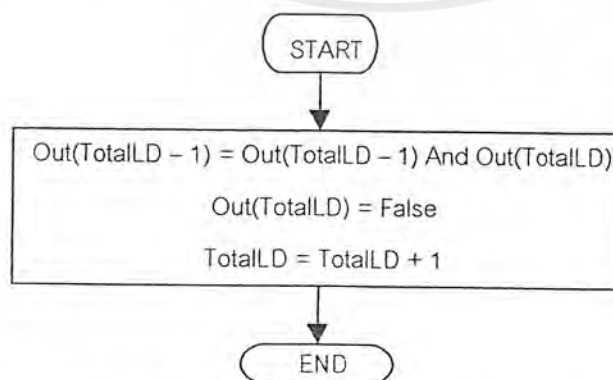 START
Out(TotalLD – 1) = Out(TotalLD – 1) And Out(TotalLD)
Out(TotalLD) = False
TotalLD = TotalLD + 1
END